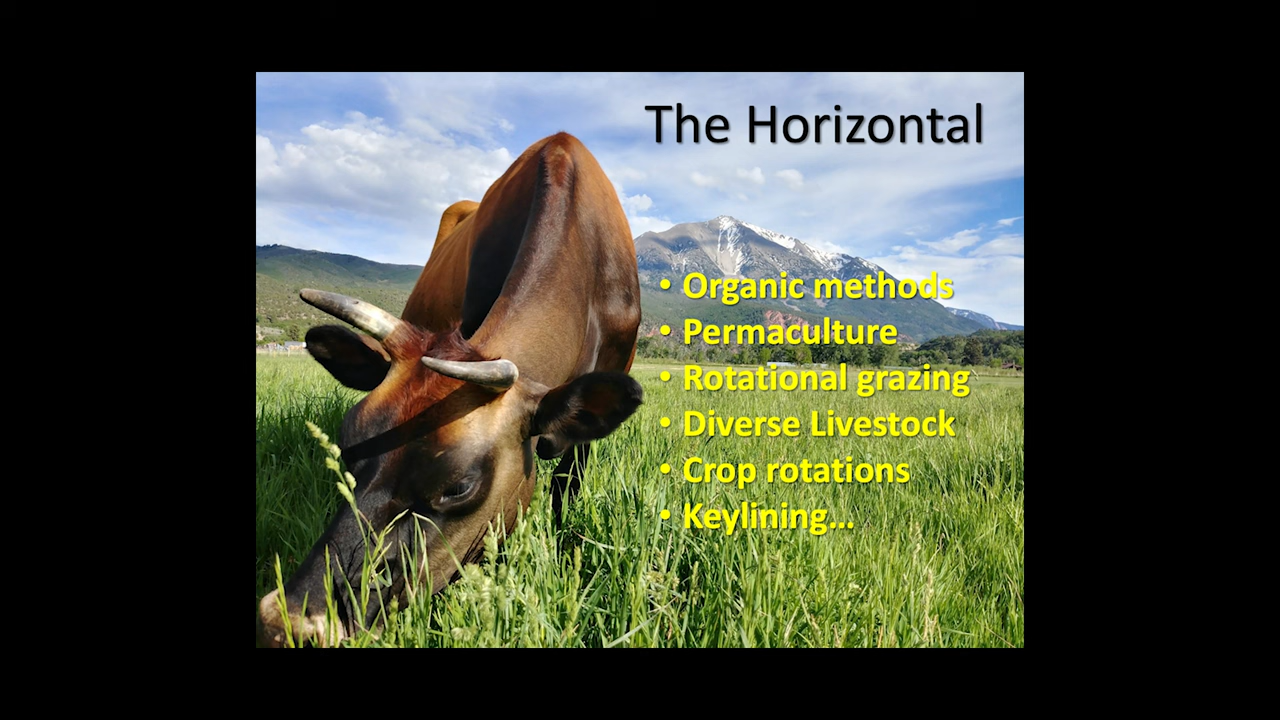 The Horizontal
• Organic methods
• Permaculture
• Rotational grazing
• Diverse Livestock
• Crop rotations
• Keylining...